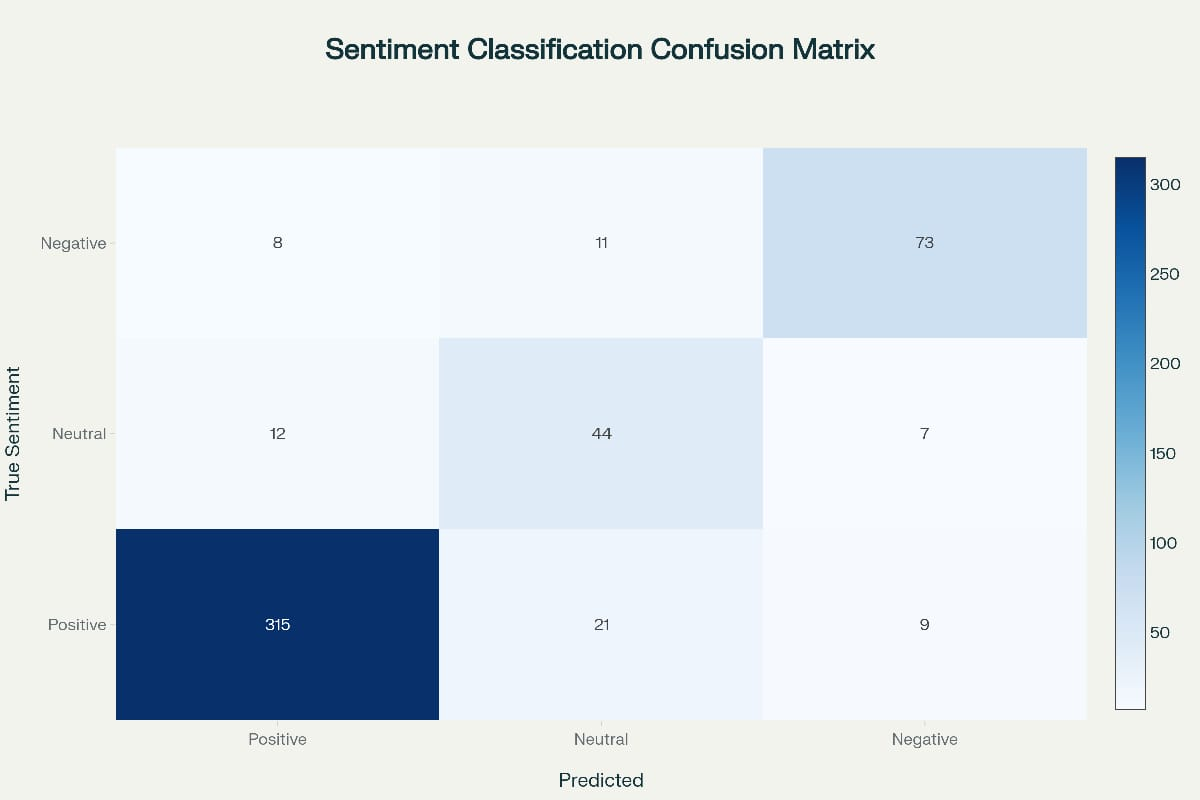 Sentiment Classification Confusion Matrix
True Sentiment
Negative 8 11 73
Neutral 12 44 7
Positive 315 21 9
Positive Neutral Negative
Predicted
300
250
200
150
100
50